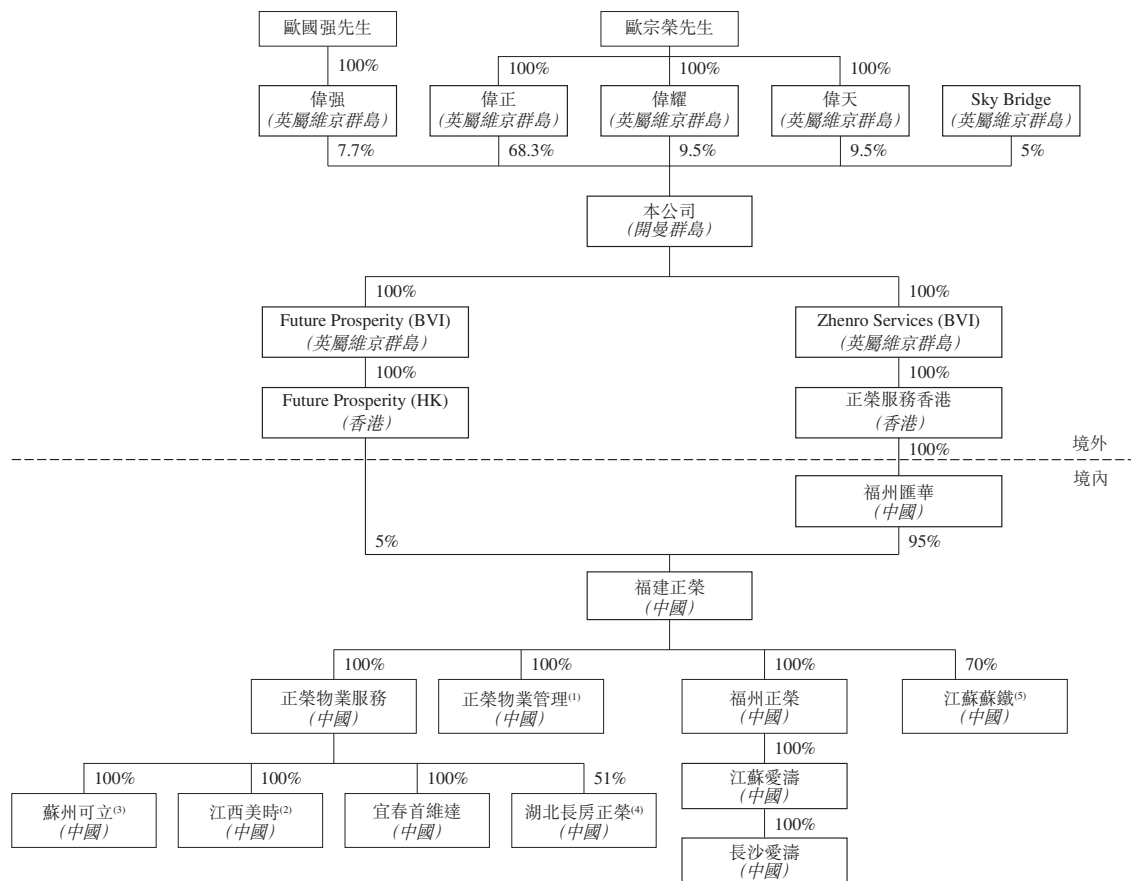 歐國强先生
歐宗榮先生
100%
100%
100%
100%
偉强
(英屬維京群島)
偉正
(英屬維京群島)
偉耀
(英屬維京群島)
偉天
(英屬維京群島)
Sky Bridge
(英屬維京群島)
7.7%
68.3%
9.5%
9.5%
5%
本公司
(開曼群島)
100%
100%
Future Prosperity (BVI)
(英屬維京群島)
Zhenro Services (BVI)
(英屬維京群島)
100%
100%
Future Prosperity (HK)
(香港)
正榮服務香港
(香港)
100%
境外
境內
福州匯華
(中國)
5%
95%
福建正榮
(中國)
100%
100%
100%
70%
正榮物業服務
(中國)
正榮物業管理(1)
(中國)
福州正榮
(中國)
江蘇蘇鐵(5)
(中國)
100%
100%
100%
51%
100%
蘇州可立(3)
(中國)
江西美時(2)
(中國)
宜春首維達
(中國)
湖北長房正榮(4)
(中國)
江蘇愛濤
(中國)
100%
長沙愛濤
(中國)